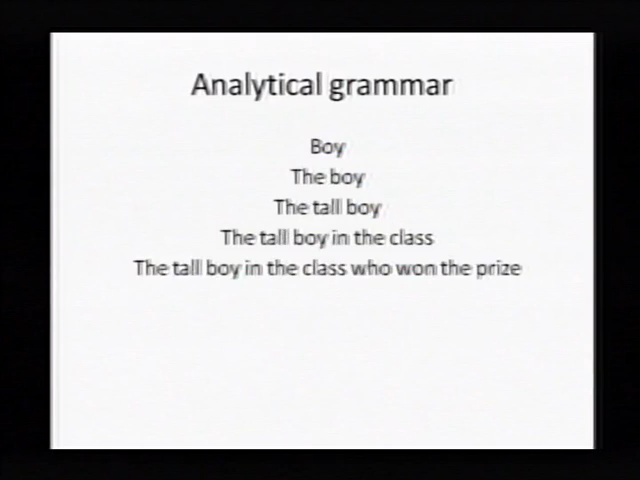 Analytical grammar
Boy
The boy
The tall boy
The tall boy in the class
The tall boy in the class who won the prize